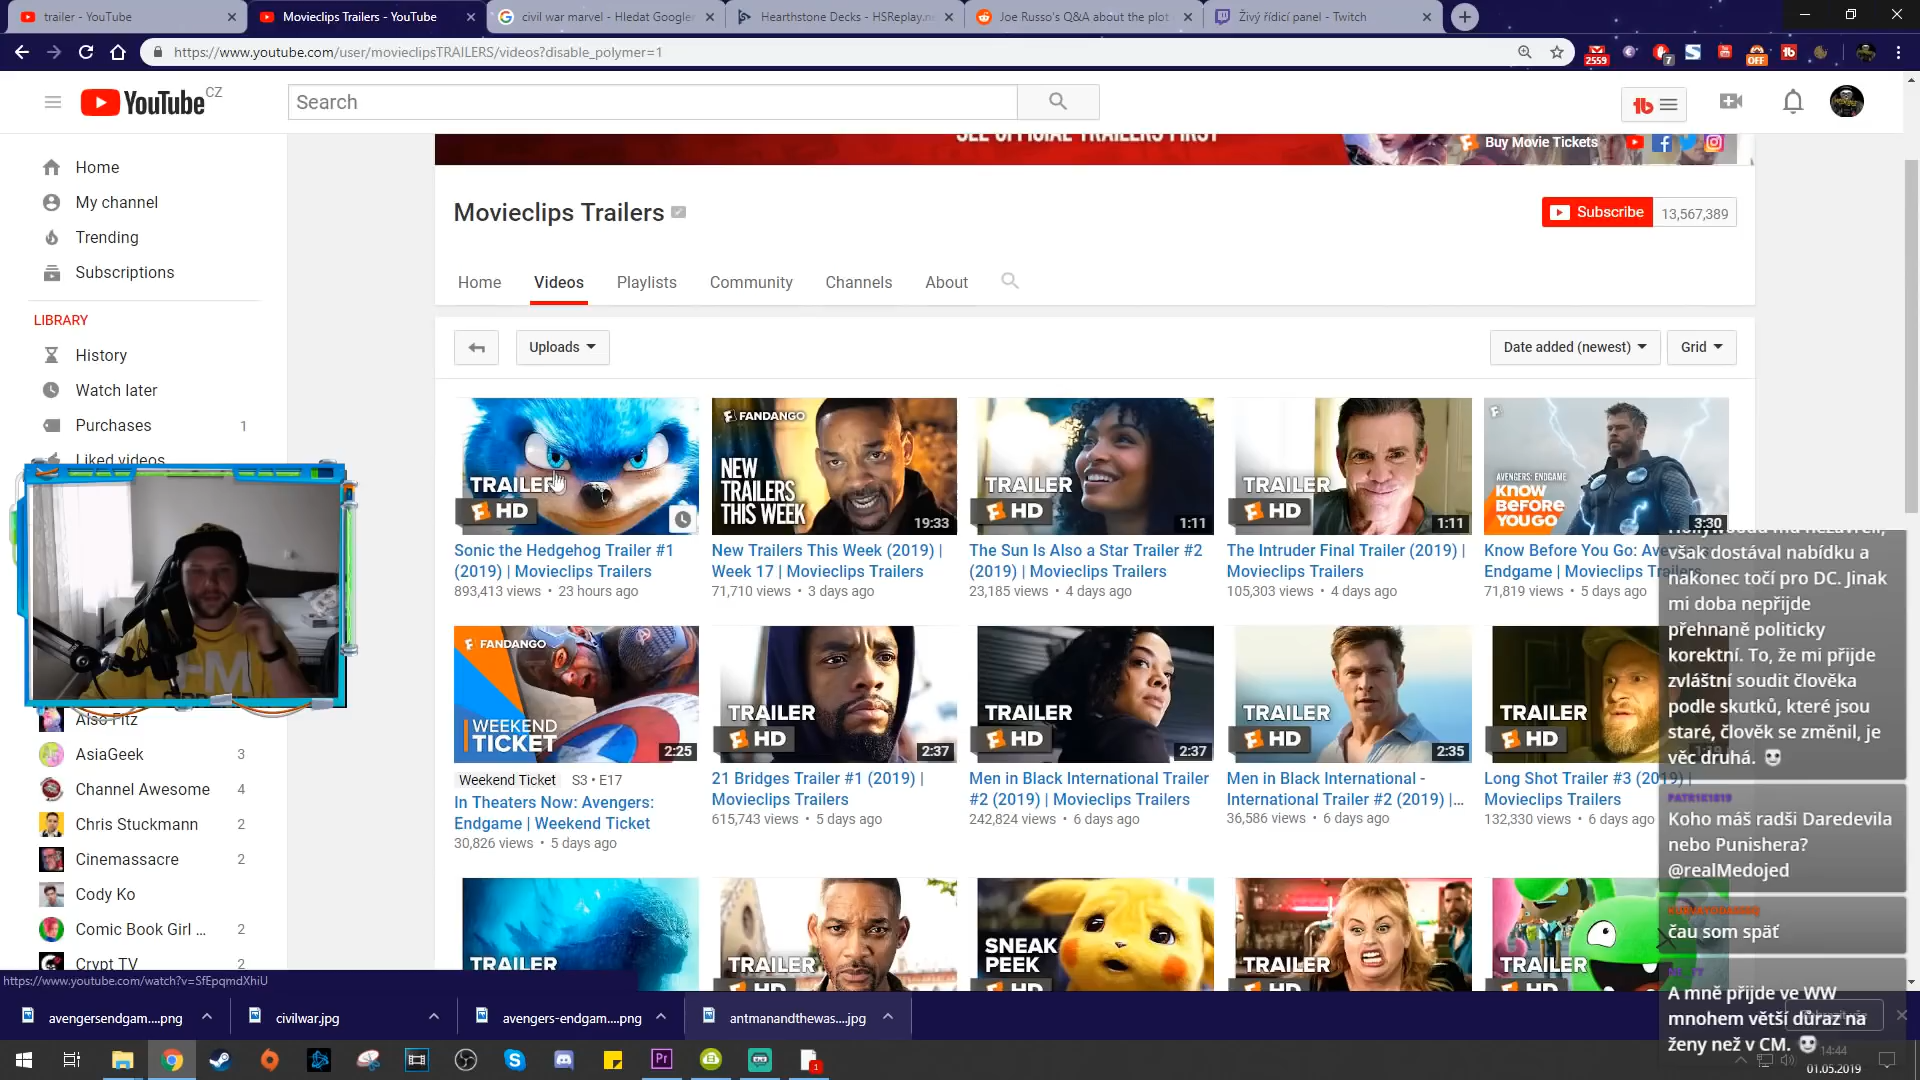 trailer - YouTube
Movieclips Trailers - YouTube
civil war marvel - Hledat Googlem
Hearthstone Decks - HSReplay.n
Joe Russo's Q&A about the plot
Živý řídicí panel - Twitch
https://www.youtube.com/user/movieclipsTRAILERS/videos?disable_polymer=1
2559
7
OFF
YouTube CZ
Search
SEE OFFICIAL TRAILERS FIRST
Buy Movie Tickets
Home
My channel
Trending
Subscriptions
LIBRARY
History
Watch later
Purchases 1
Liked videos
AsiaGeek 3
Channel Awesome 4
Chris Stuckmann 2
Cinemassacre 2
Cody Ko
Comic Book Girl ... 2
Crypt TV 2
Movieclips Trailers
Subscribe 13,567,389
Home Videos Playlists Community Channels About
Uploads
Date added (newest)
Grid
TRAILER
HD
Sonic the Hedgehog Trailer #1
(2019) | Movieclips Trailers
893,413 views • 23 hours ago
FANDANGO
NEW
TRAILERS
THIS WEEK
19:33
New Trailers This Week (2019) |
Week 17 | Movieclips Trailers
71,710 views • 3 days ago
TRAILER
HD
1:11
The Sun Is Also a Star Trailer #2
(2019) | Movieclips Trailers
23,185 views • 4 days ago
TRAILER
HD
1:11
The Intruder Final Trailer (2019) |
Movieclips Trailers
105,303 views • 4 days ago
AVENGERS: ENDGAME
KNOW
BEFORE
YOU GO
3:30
Know Before You Go: Avengers:
Endgame | Movieclips Trailers
71,819 views • 5 days ago
FANDANGO
WEEKEND
TICKET
2:25
Weekend Ticket S3 • E17
In Theaters Now: Avengers:
Endgame | Weekend Ticket
30,826 views • 5 days ago
TRAILER
HD
2:37
21 Bridges Trailer #1 (2019) |
Movieclips Trailers
615,743 views • 5 days ago
TRAILER
HD
2:37
Men in Black International Trailer
#2 (2019) | Movieclips Trailers
242,824 views • 6 days ago
TRAILER
HD
2:35
Men in Black International -
International Trailer #2 (2019) |...
36,586 views • 6 days ago
TRAILER
HD
Long Shot Trailer #3 (2019) |
Movieclips Trailers
132,330 views • 6 days ago
TRAILER
TRAILER
HD
SNEAK
PEEK
HD
TRAILER
HD
TRAILER
HD
však dostával nabídku a
nakonec točí pro DC. Jinak
mi doba nepřijde
přehnaně politicky
korektní. To, že mi přijde
zvláštní soudit člověka
podle skutků, které jsou
staré, člověk se změnil, je
věc druhá.
Koho máš radši Daredevila
nebo Punishera?
@realMedojed
čau som späť
A mně přijde ve WW
mnohem větší důraz na
ženy než v CM.
https://www.youtube.com/watch?v=SfEpqmdXhiU
avengersendgam....png
civilwar.jpg
avengers-endgam....png
antmanandthewas....jpg
14:44
01.05.2019